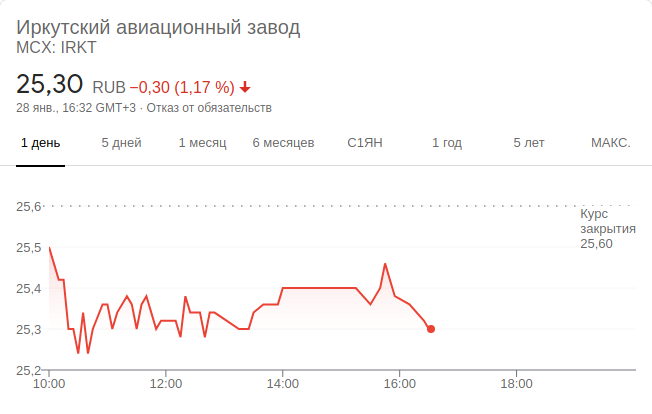 Иркутский авиационный завод
MCX: IRKT
25,30 RUB −0,30 (1,17 %)
28 янв., 16:32 GMT+3 · Отказ от обязательств
1 день 5 дней 1 месяц 6 месяцев С1ЯН 1 год 5 лет МАКС.
25,6
Курс
закрытия
25,60
25,5
25,4
25,3
25,2
10:00 12:00 14:00 16:00 18:00